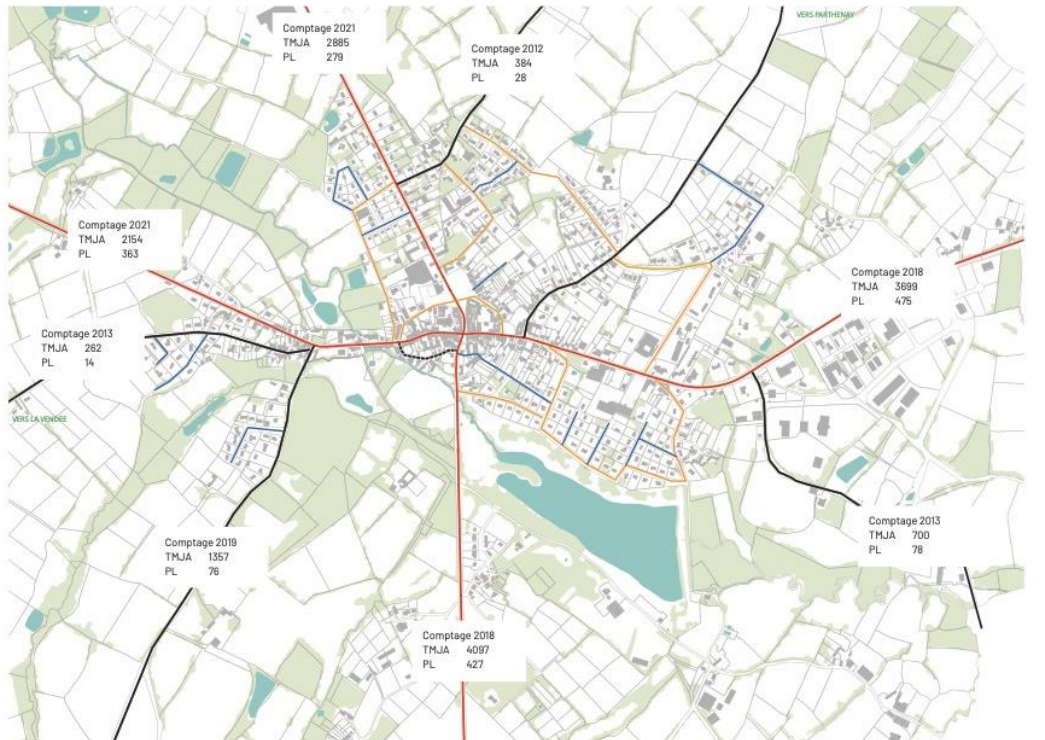 Comptage 2021
TMJA 2885
PL 279
Comptage 2012
TMJA 384
PL 28
VERS PARTHENAY
Comptage 2021
TMJA 2154
PL 363
Comptage 2018
TMJA 3699
PL 475
Comptage 2013
TMJA 262
PL 14
VERS LA VENDEE
Comptage 2013
TMJA 700
PL 78
Comptage 2019
TMJA 1357
PL 76
Comptage 2018
TMJA 4097
PL 427